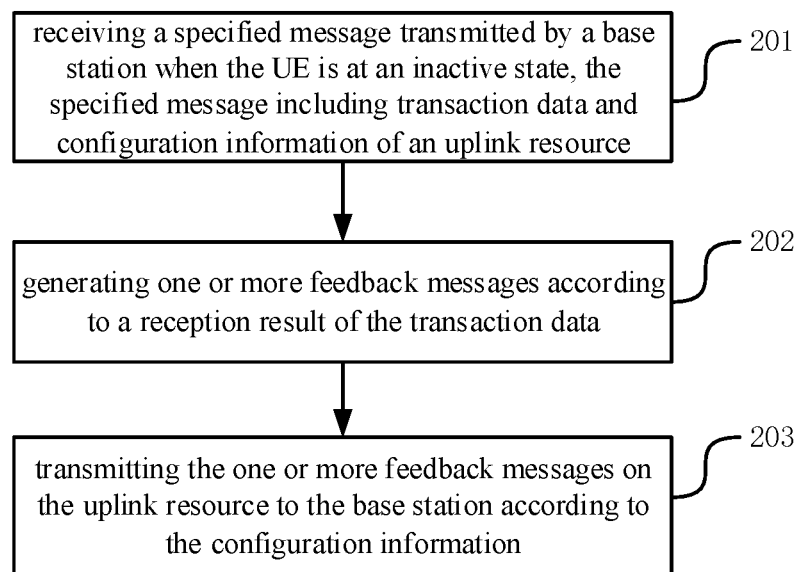 receiving a specified message transmitted by a base
station when the UE is at an inactive state, the
specified message including transaction data and
configuration information of an uplink resource
201
generating one or more feedback messages according
to a reception result of the transaction data
202
transmitting the one or more feedback messages on
the uplink resource to the base station according to
the configuration information
203